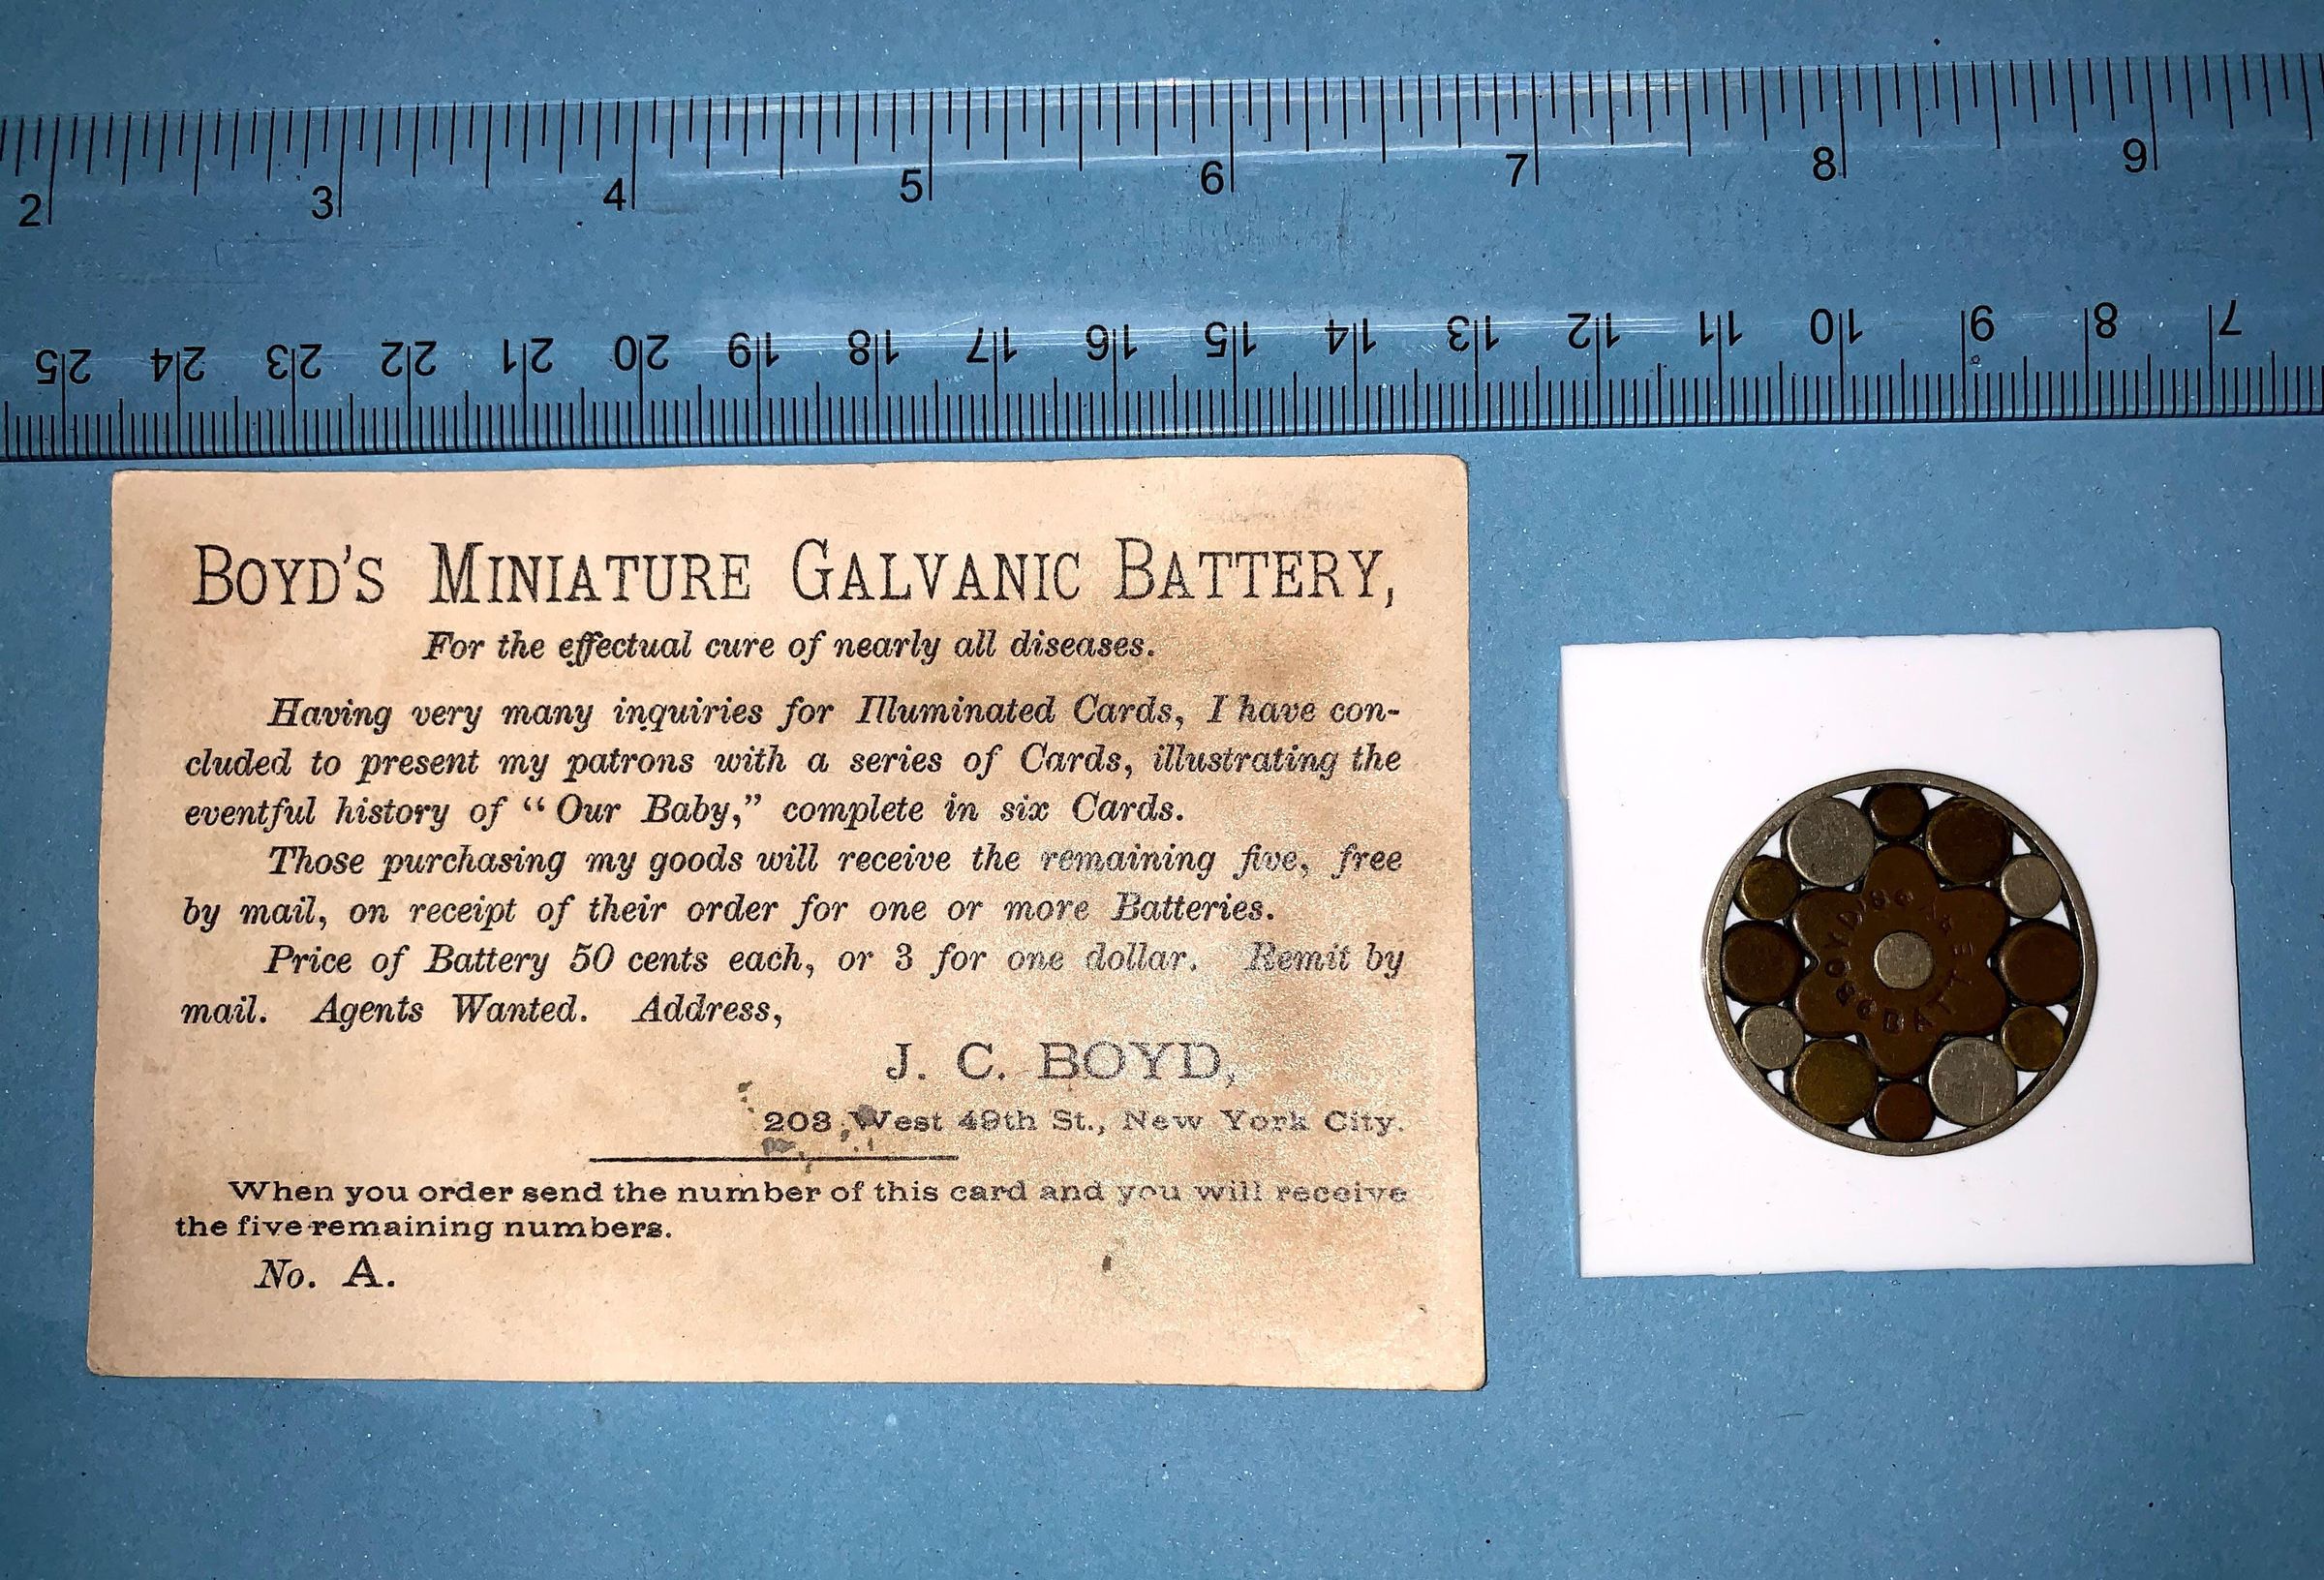 2 3 4 5 6 7 8 9
25 24 23 22 21 20 19 18 17 16 15 14 13 12 11 10 9 8 7
BOYD'S MINIATURE GALVANIC BATTERY,
For the effectual cure of nearly all diseases.
Having very many inquiries for Illuminated Cards, I have con-
cluded to present my patrons with a series of Cards, illustrating the
eventful history of “Our Baby,” complete in six Cards.
Those purchasing my goods will receive the remaining five, free
by mail, on receipt of their order for one or more Batteries.
Price of Battery 50 cents each, or 3 for one dollar. Remit by
mail. Agents Wanted. Address,
J. C. BOYD,
203 West 49th St., New York City.
When you order send the number of this card and you will receive
the five remaining numbers.
No. A.
BOYD'S